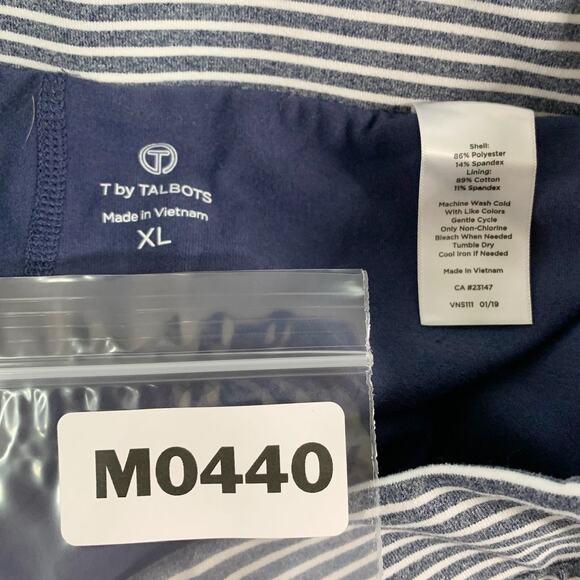 T
T by TALBOTS
Made in Vietnam
XL
Shell:
86% Polyester
14% Spandex
Lining:
89% Cotton
11% Spandex
Machine Wash Cold
With Like Colors
Gentle Cycle
Only Non-Chlorine
Bleach When Needed
Tumble Dry
Cool Iron If Needed
Made in Vietnam
CA #23147
VNS111 01/19
M0440